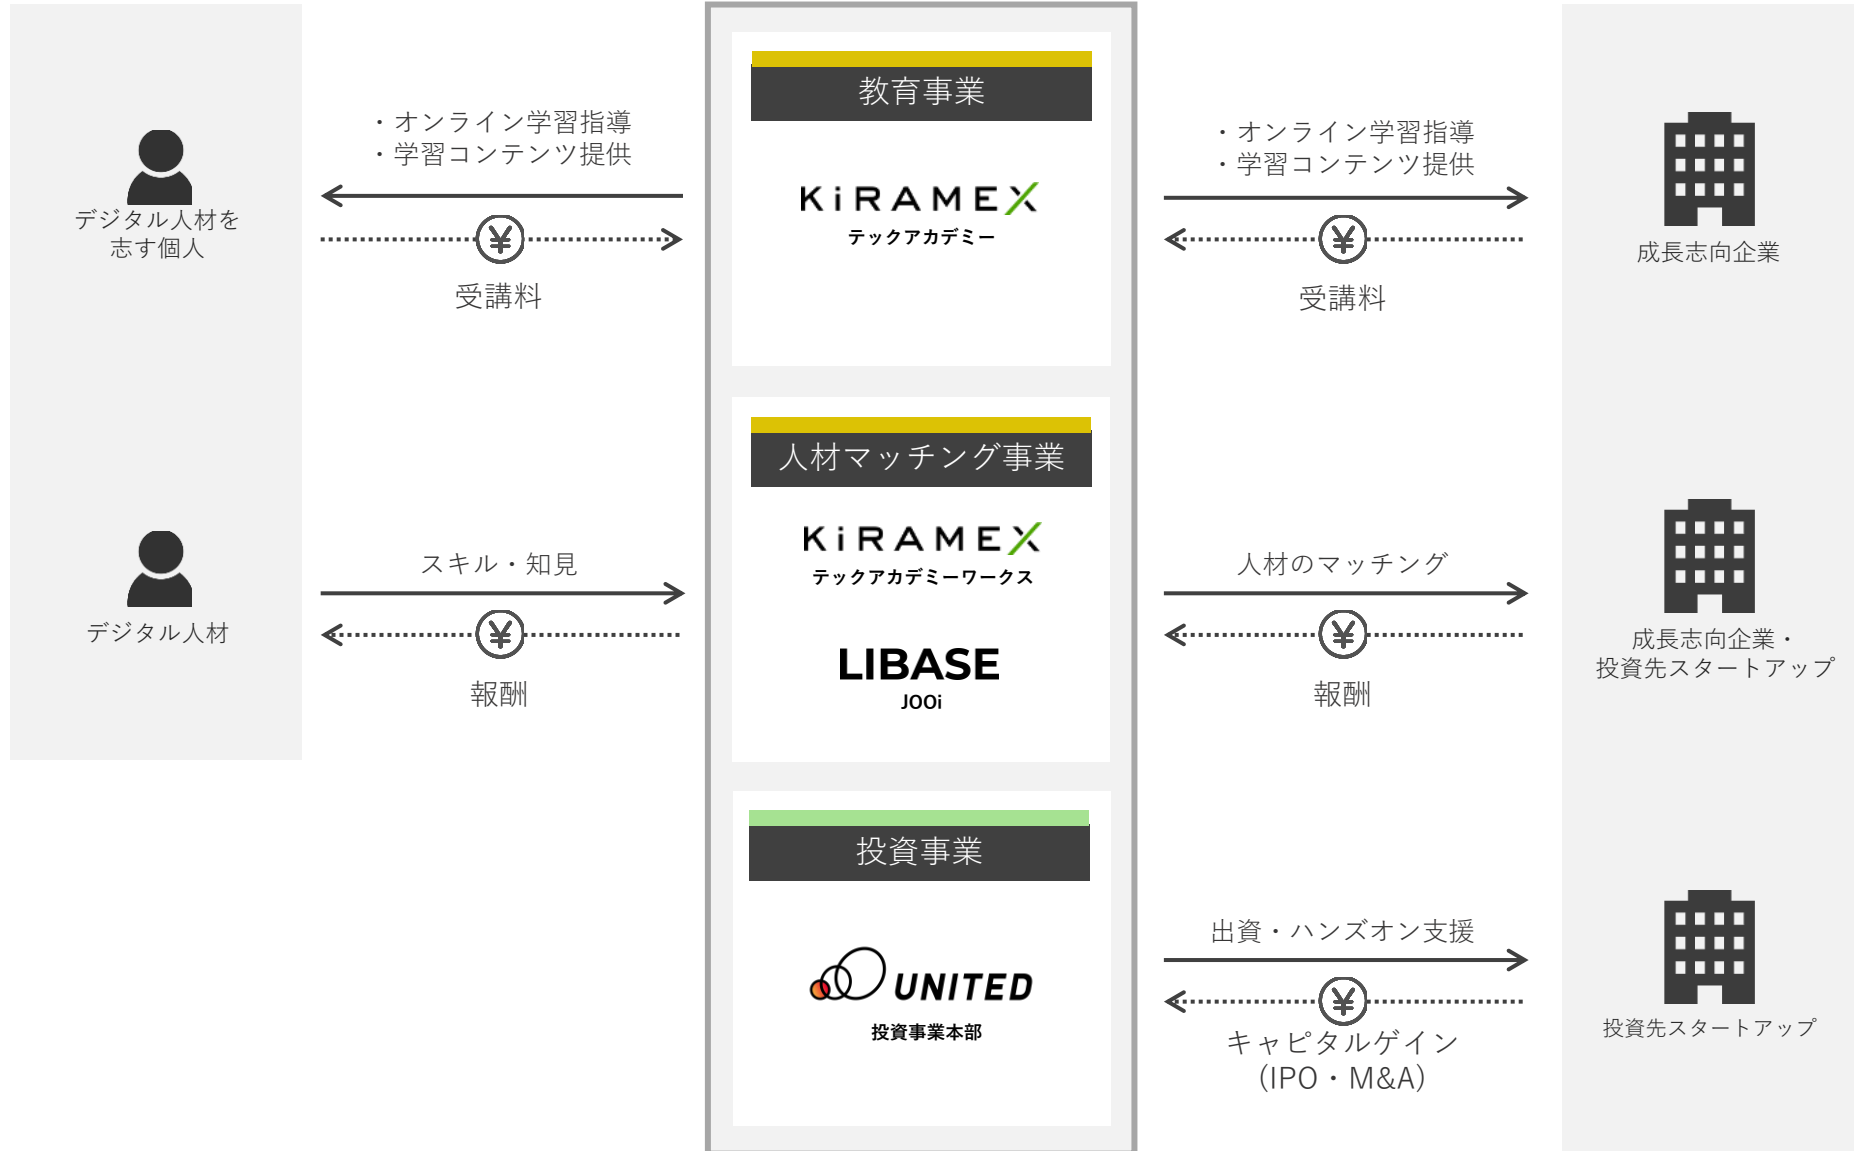 教育事業
・オンライン学習指導
・学習コンテンツ提供
デジタル人材を
志す個人
¥
受講料
KiRAMEX
テックアカデミー
・オンライン学習指導
・学習コンテンツ提供
¥
受講料
成長志向企業
人材マッチング事業
スキル・知見
デジタル人材
¥
報酬
KiRAMEX
テックアカデミーワークス
LIBASE
JOOi
人材のマッチング
¥
報酬
成長志向企業・
投資先スタートアップ
投資事業
UNITED
投資事業本部
出資・ハンズオン支援
¥
キャピタルゲイン
(IPO・M&A)
投資先スタートアップ